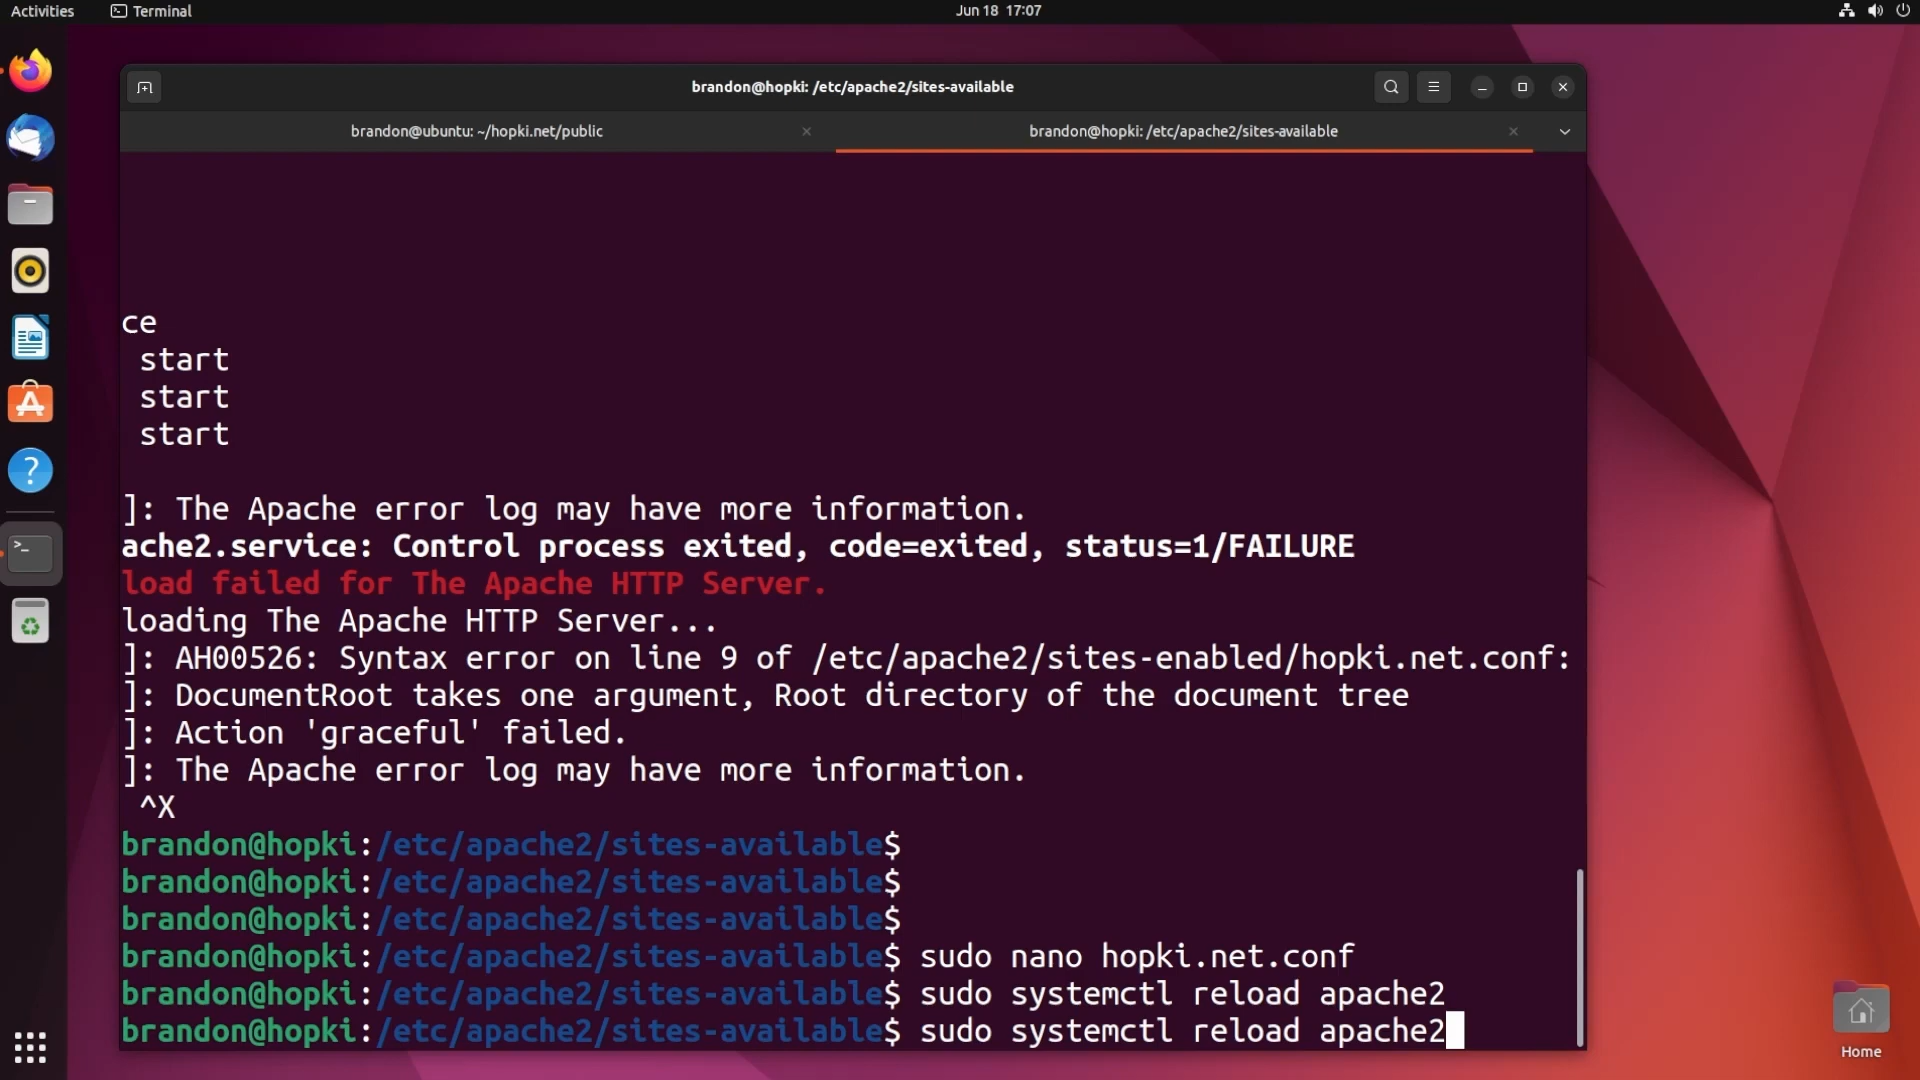 Activities Terminal Jun 18 17:07
brandon@hopki: /etc/apache2/sites-available
brandon@ubuntu: ~/hopki.net/public brandon@hopki: /etc/apache2/sites-available
ce
start
start
start
]: The Apache error log may have more information.
ache2.service: Control process exited, code=exited, status=1/FAILURE
load failed for The Apache HTTP Server.
loading The Apache HTTP Server...
]: AH00526: Syntax error on line 9 of /etc/apache2/sites-enabled/hopki.net.conf:
]: DocumentRoot takes one argument, Root directory of the document tree
]: Action 'graceful' failed.
]: The Apache error log may have more information.
^X
brandon@hopki:/etc/apache2/sites-available$
brandon@hopki:/etc/apache2/sites-available$
brandon@hopki:/etc/apache2/sites-available$
brandon@hopki:/etc/apache2/sites-available$ sudo nano hopki.net.conf
brandon@hopki:/etc/apache2/sites-available$ sudo systemctl reload apache2
brandon@hopki:/etc/apache2/sites-available$ sudo systemctl reload apache2
Home